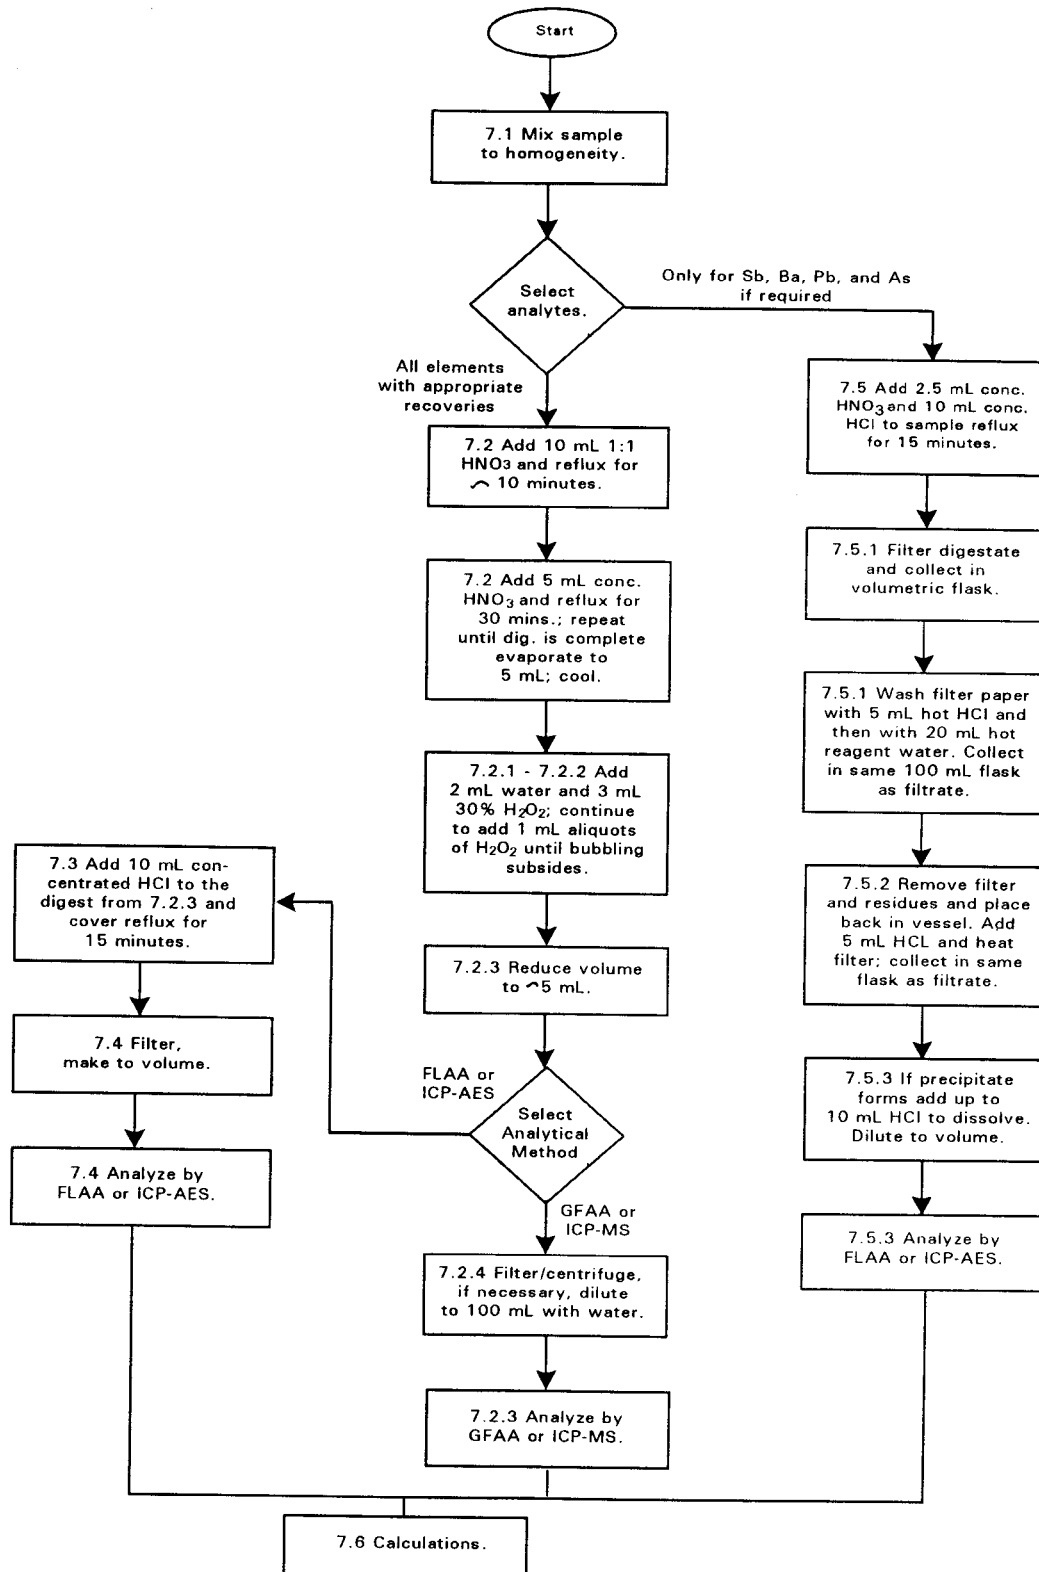 Start
7.1 Mix sample
to homogeneity.
Select
analytes.
Only for Sb, Ba, Pb, and As
if required
All elements
with appropriate
recoveries
7.2 Add 10 mL 1:1
HNO₃ and reflux for
~ 10 minutes.
7.2 Add 5 mL conc.
HNO₃ and reflux for
30 mins.; repeat
until dig. is complete
evaporate to
5 mL; cool.
7.2.1 - 7.2.2 Add
2 mL water and 3 mL
30% H₂O₂; continue
to add 1 mL aliquots
of H₂O₂ until bubbling
subsides.
7.2.3 Reduce volume
to ~5 mL.
Select
Analytical
Method
FLAA or
ICP-AES
7.3 Add 10 mL con-
centrated HCl to the
digest from 7.2.3 and
cover reflux for
15 minutes.
7.4 Filter,
make to volume.
7.4 Analyze by
FLAA or ICP-AES.
GFAA or
ICP-MS
7.2.4 Filter/centrifuge,
if necessary, dilute
to 100 mL with water.
7.2.3 Analyze by
GFAA or ICP-MS.
7.5 Add 2.5 mL conc.
HNO₃ and 10 mL conc.
HCl to sample reflux
for 15 minutes.
7.5.1 Filter digestate
and collect in
volumetric flask.
7.5.1 Wash filter paper
with 5 mL hot HCl and
then with 20 mL hot
reagent water. Collect
in same 100 mL flask
as filtrate.
7.5.2 Remove filter
and residues and place
back in vessel. Add
5 mL HCL and heat
filter; collect in same
flask as filtrate.
7.5.3 If precipitate
forms add up to
10 mL HCl to dissolve.
Dilute to volume.
7.5.3 Analyze by
FLAA or ICP-AES.
7.6 Calculations.